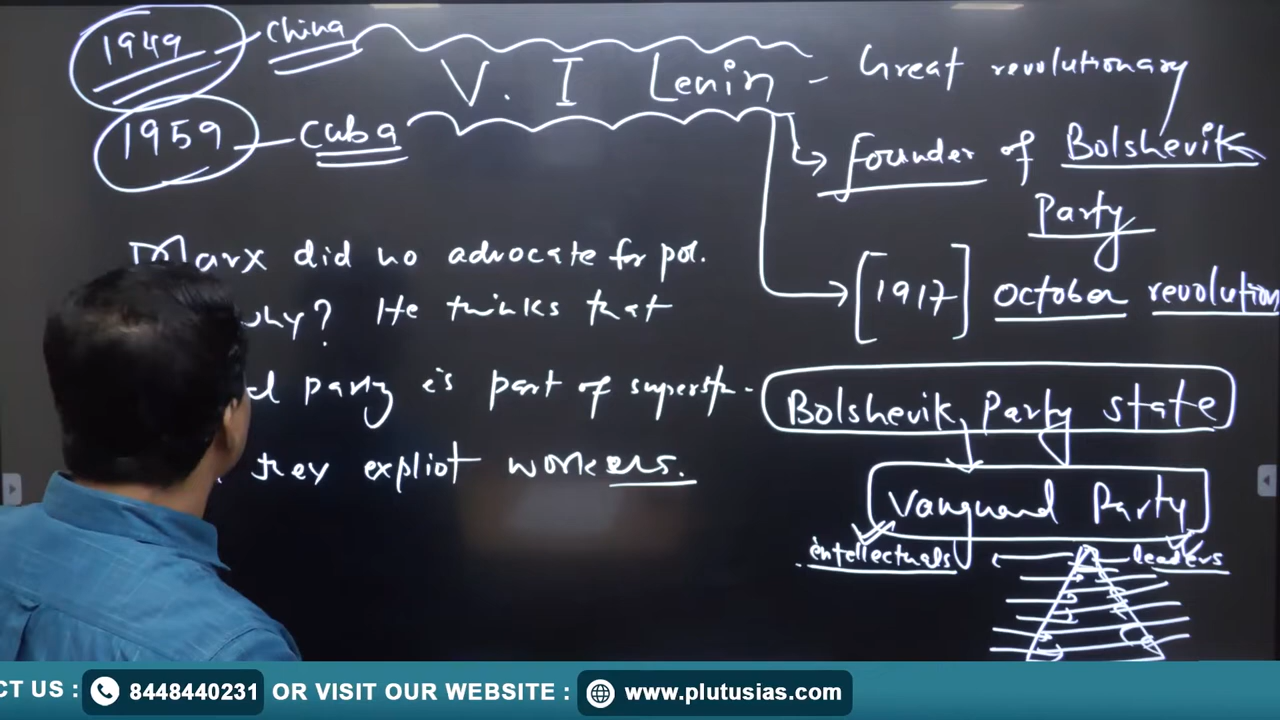 1949 - China
V. I Lenin - Great revolutionary
1959 - Cuba
founder of Bolshevik
Party
[1917] October revolution
Marx did no advocate for pol.
why? He thinks that
party is part of superstr -
they expliot workers.
Bolshevik Party state
Vanguard Party
intellectuals
leaders
CT US : 8448440231 OR VISIT OUR WEBSITE : www.plutusias.com